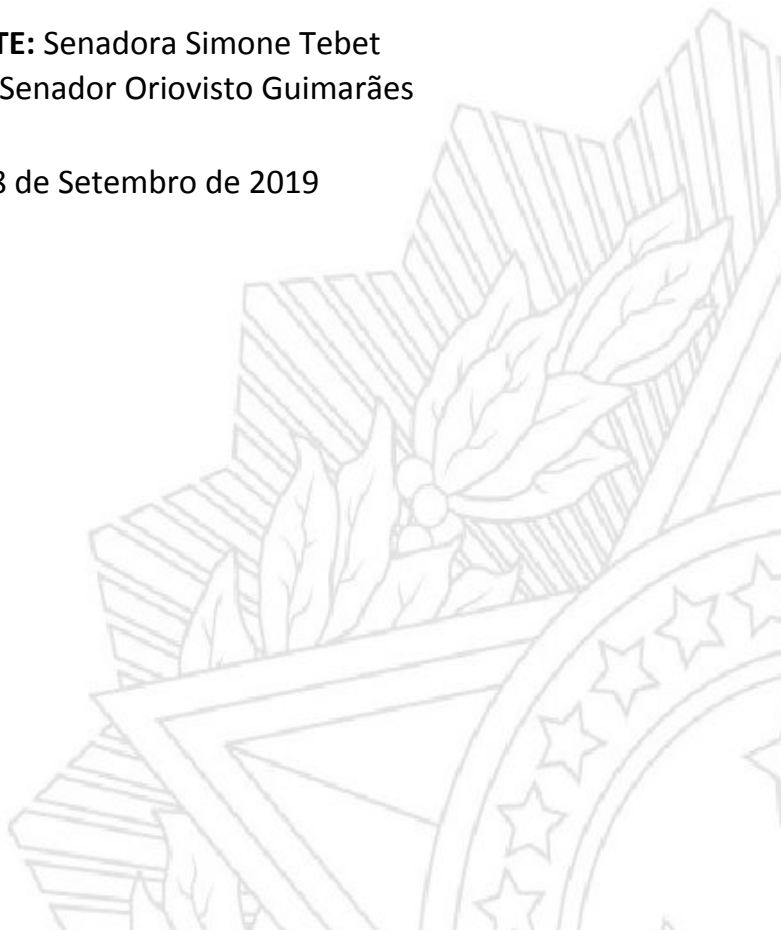 TE: Senadora Simone Tebet
Senador Oriovisto Guimarães
8 de Setembro de 2019